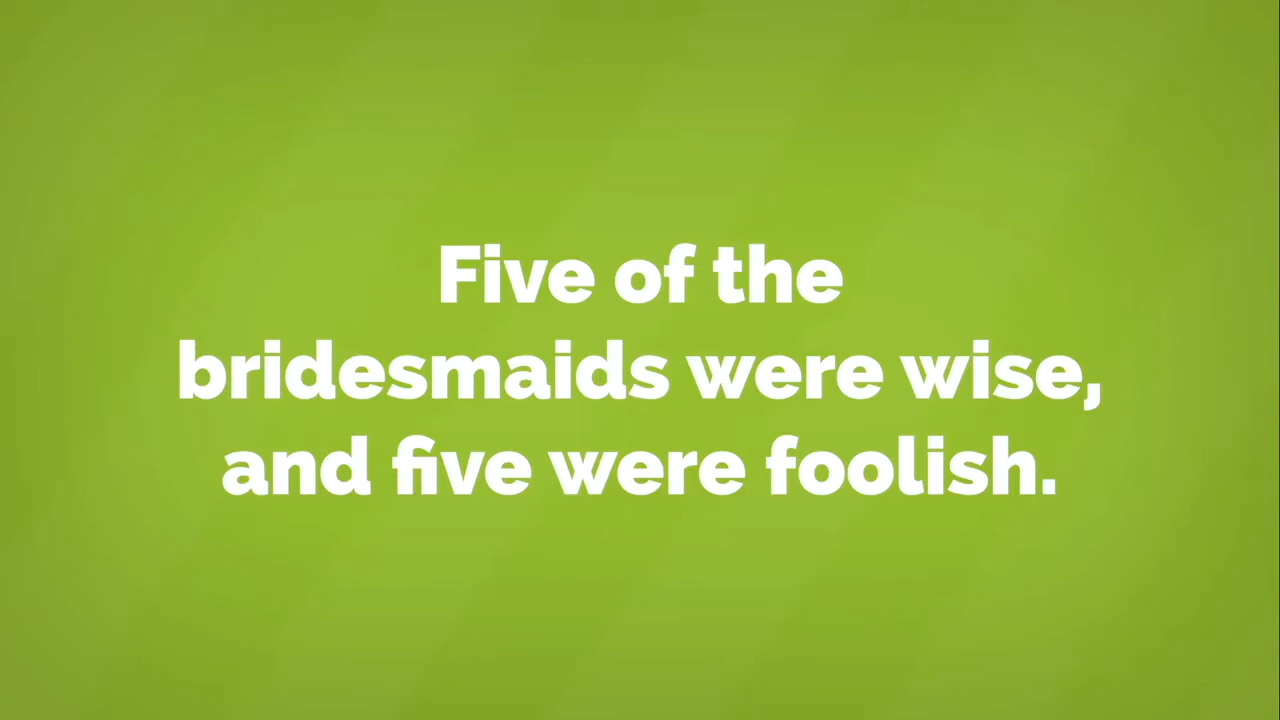 Five of the
bridesmaids were wise,
and five were foolish.